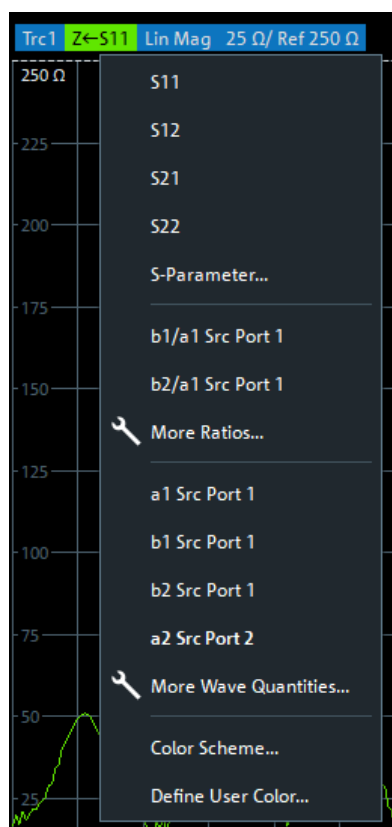 Trc1 Z←S11 Lin Mag 25 Ω/ Ref 250 Ω
250 Ω
S11
S12
225
S21
200
S22
S-Parameter...
175
b1/a1 Src Port 1
b2/a1 Src Port 1
150
More Ratios...
125
a1 Src Port 1
b1 Src Port 1
100
b2 Src Port 1
75
a2 Src Port 2
More Wave Quantities...
50
Color Scheme...
25
Define User Color...